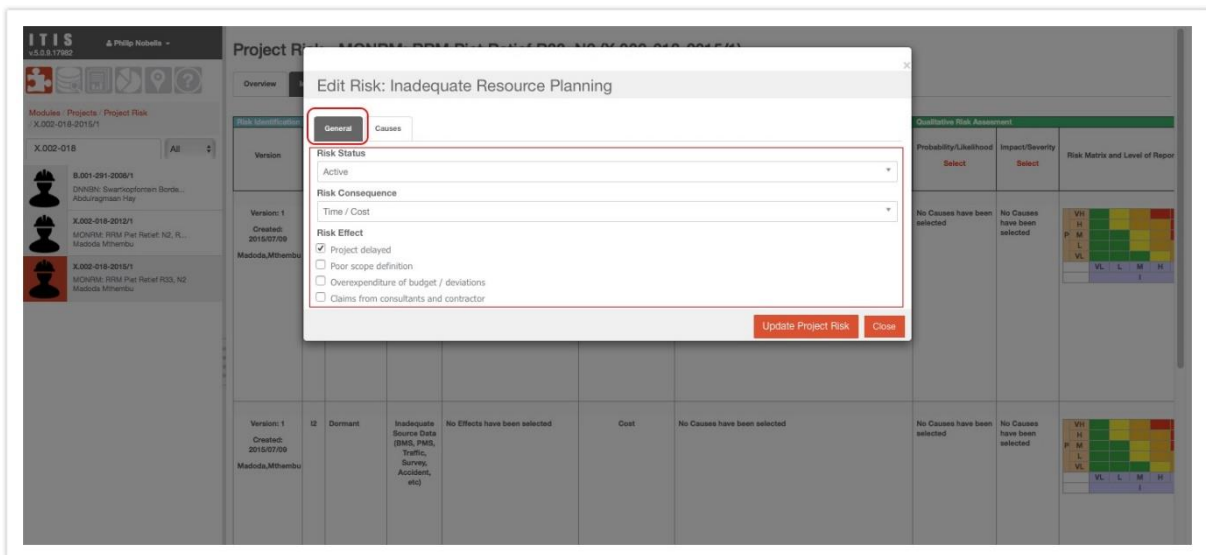 ITIS
v.5.0.9.17982
Philip Nobells
Overview
Modules / Projects / Project Risk
/ X.002-018-2015/1
X.002-018
All
B.001-291-2006/1
Abduiragmaan Hay
X.002-018-2012/1
MONRM: RRM Piet Retief: N2, R...
Madoda Mthembu
X.002-018-2015/1
MONRM: RRM Piet Retief R33, N2
Madoda Mthembu
Edit Risk: Inadequate Resource Planning
General
Causes
Risk Status
Active
Risk Consequence
Time / Cost
Risk Effect
Project delayed
Poor scope definition
Overexpenditure of budget / deviations
Claims from consultants and contractor
Update Project Risk
Close
Risk Identification
Version
Qualitative Risk Assesment
Probability/Likelihood
Select
Impact/Severity
Select
Risk Matrix and Level of Repor
Version: 1
Created:
2015/07/09
Madoda,Mthembu
No Causes have been
selected
No Causes
have been
selected
VH
H
P M
L
VL
VL L M H
I
Version: 1
Created:
2015/07/09
Madoda,Mthembu
I2
Dormant
Inadequate
Source Data
(BMS, PMS,
Traffic,
Survey,
Accident,
etc)
No Effects have been selected
Cost
No Causes have been selected
No Causes have been
selected
No Causes
have been
selected
VH
H
P M
L
VL
VL L M H
I